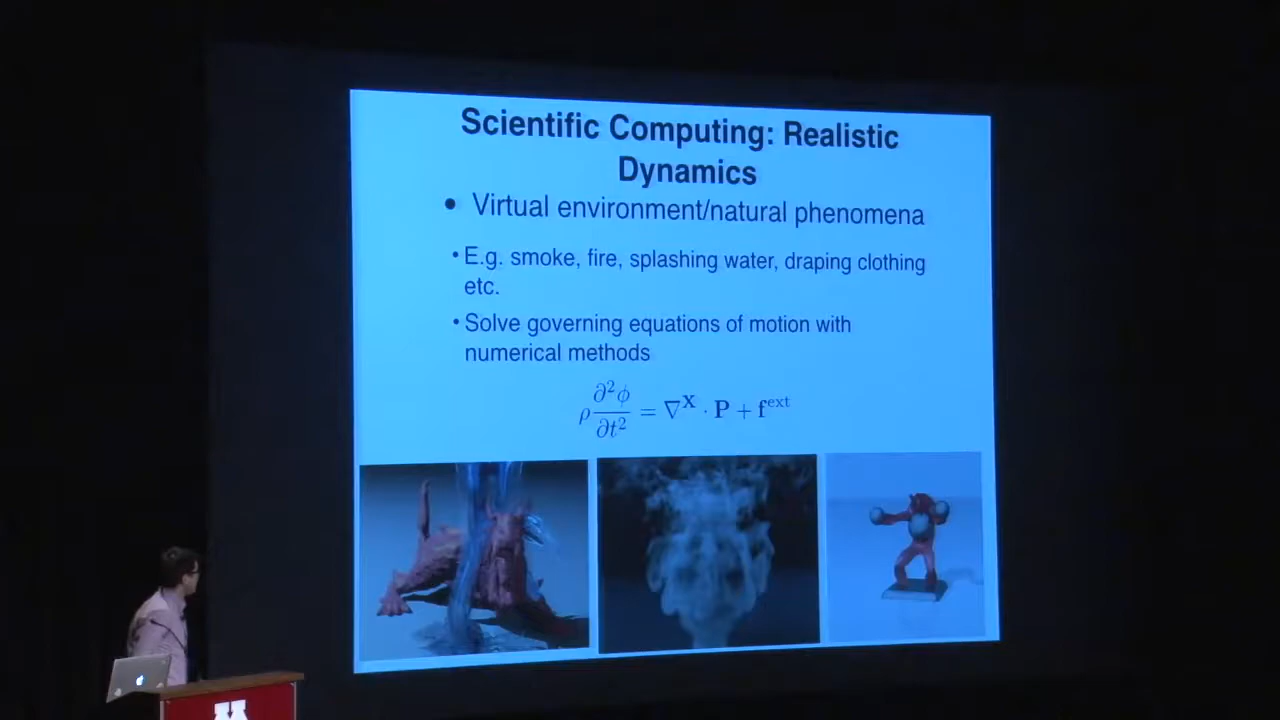 Scientific Computing: Realistic
Dynamics
• Virtual environment/natural phenomena
• E.g. smoke, fire, splashing water, draping clothing
etc.
• Solve governing equations of motion with
numerical methods
ρ ∂²φ/∂t² = ∇^X · P + f^ext